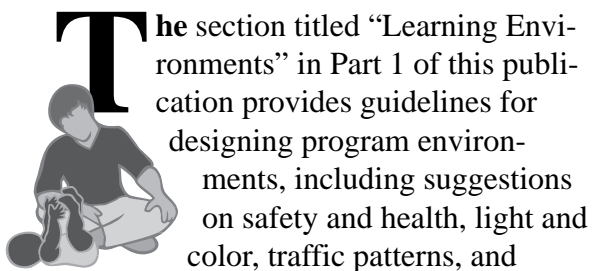 The section titled “Learning Envi-
ronments” in Part 1 of this publi-
cation provides guidelines for
designing program environ-
ments, including suggestions
on safety and health, light and
color, traffic patterns, and